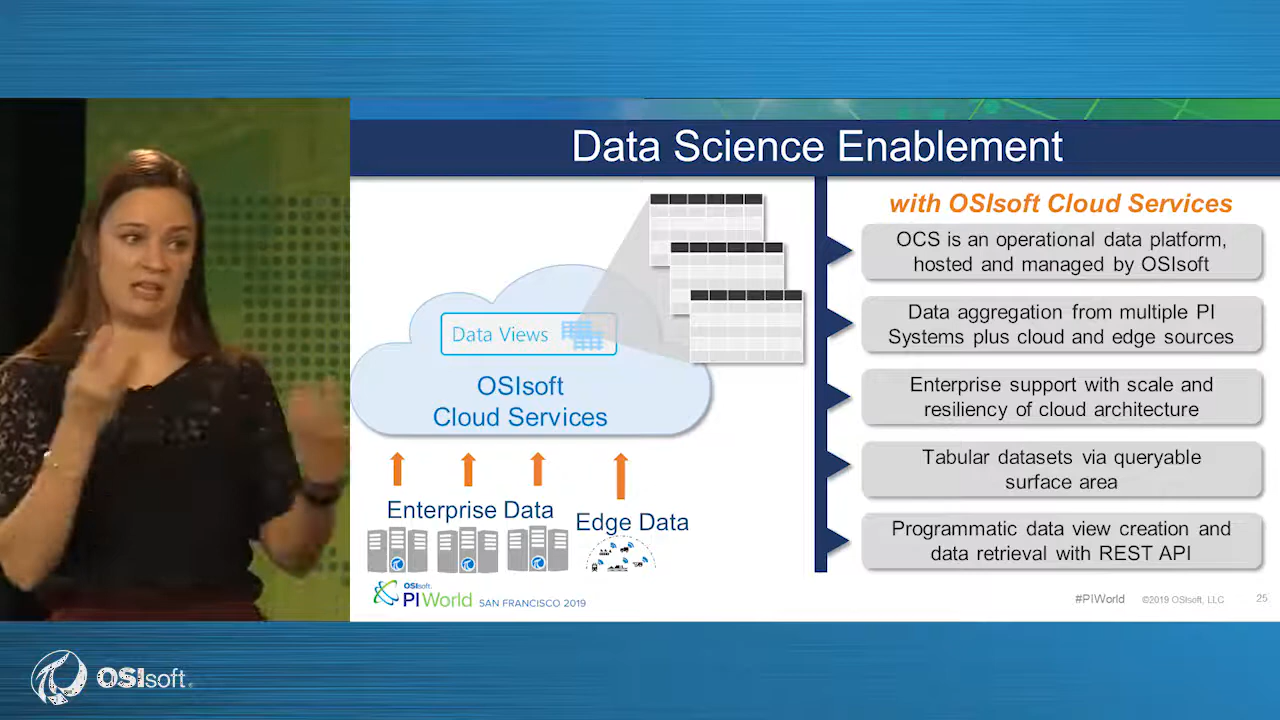 Data Science Enablement
Data Views
OSIsoft
Cloud Services
Enterprise Data
Edge Data
with OSIsoft Cloud Services
OCS is an operational data platform,
hosted and managed by OSIsoft
Data aggregation from multiple PI
Systems plus cloud and edge sources
Enterprise support with scale and
resiliency of cloud architecture
Tabular datasets via queryable
surface area
Programmatic data view creation and
data retrieval with REST API
OSIsoft.
PI World SAN FRANCISCO 2019
#PIWorld ©2019 OSIsoft, LLC 25
OSIsoft